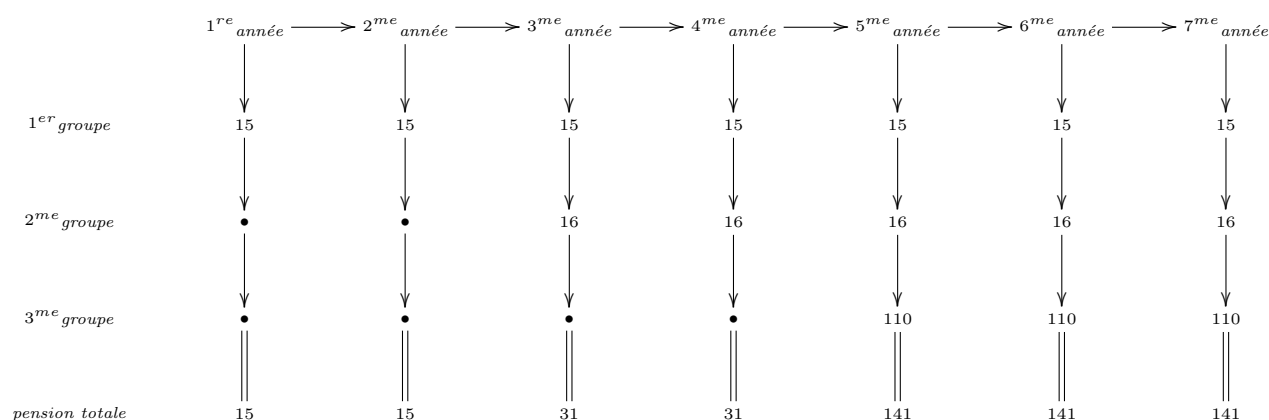 1re année 2me année 3me année 4me année 5me année 6me année 7me année
1er groupe 15 15 15 15 15 15 15
2me groupe • • 16 16 16 16 16
3me groupe • • • • 110 110 110
pension totale 15 15 31 31 141 141 141